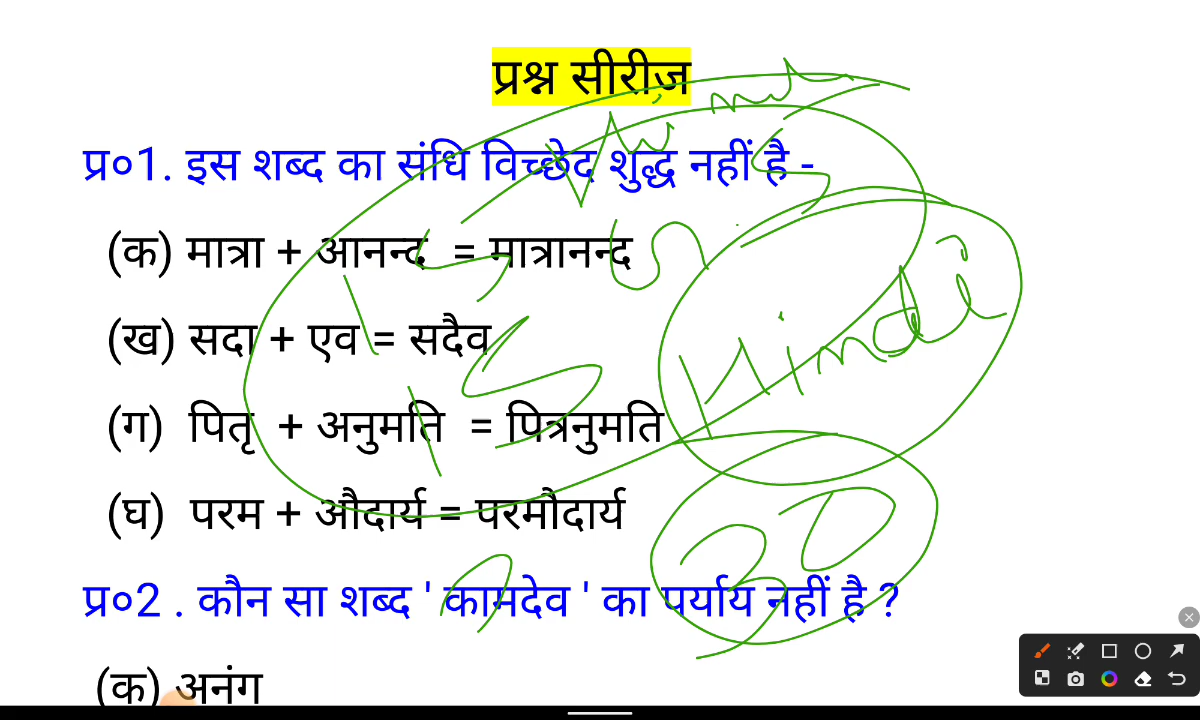 प्रश्न सीरीज
प्र०1. इस शब्द का संधि विच्छेद शुद्ध नहीं है -
(क) मात्रा + आनन्द = मात्रानन्द
(ख) सदा + एव = सदैव
(ग) पितृ + अनुमति = पित्रनुमति
(घ) परम + औदार्य = परमौदार्य
Hindi
30
प्र०2 . कौन सा शब्द ' कामदेव ' का पर्याय नहीं है ?
(क) अनंग